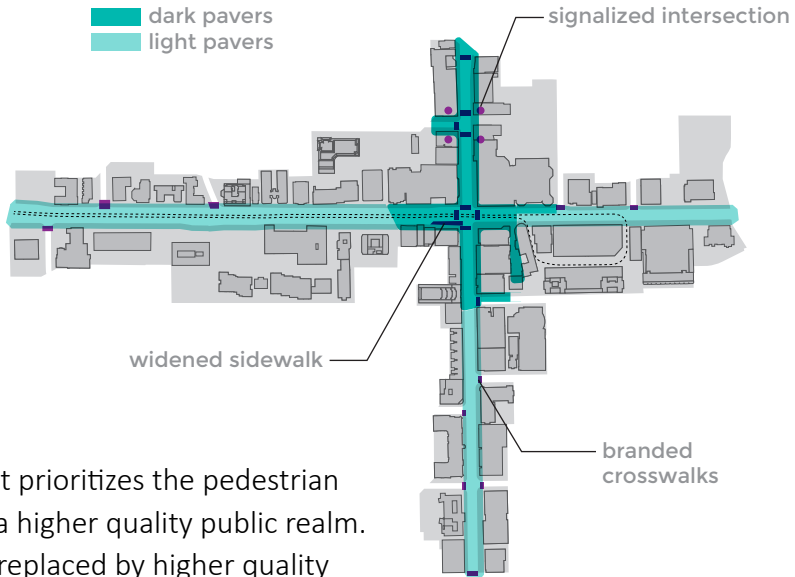 dark pavers
light pavers
signalized intersection
widened sidewalk
branded
crosswalks
t prioritizes the pedestrian
a higher quality public realm.
replaced by higher quality